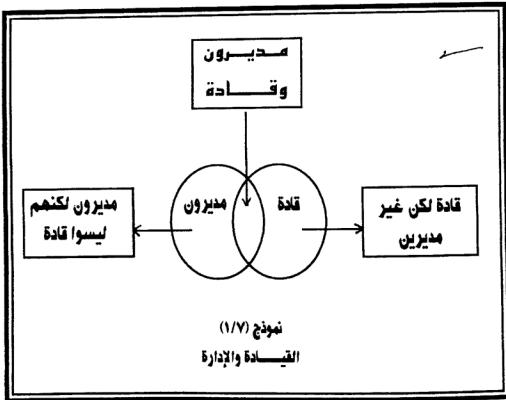 مديرون
وقادة
مديرون
قادة
قادة لكن غير
مديرين
مديرون لكنهم
ليسوا قادة
نموذج (١/٧)
القيادة والإدارة